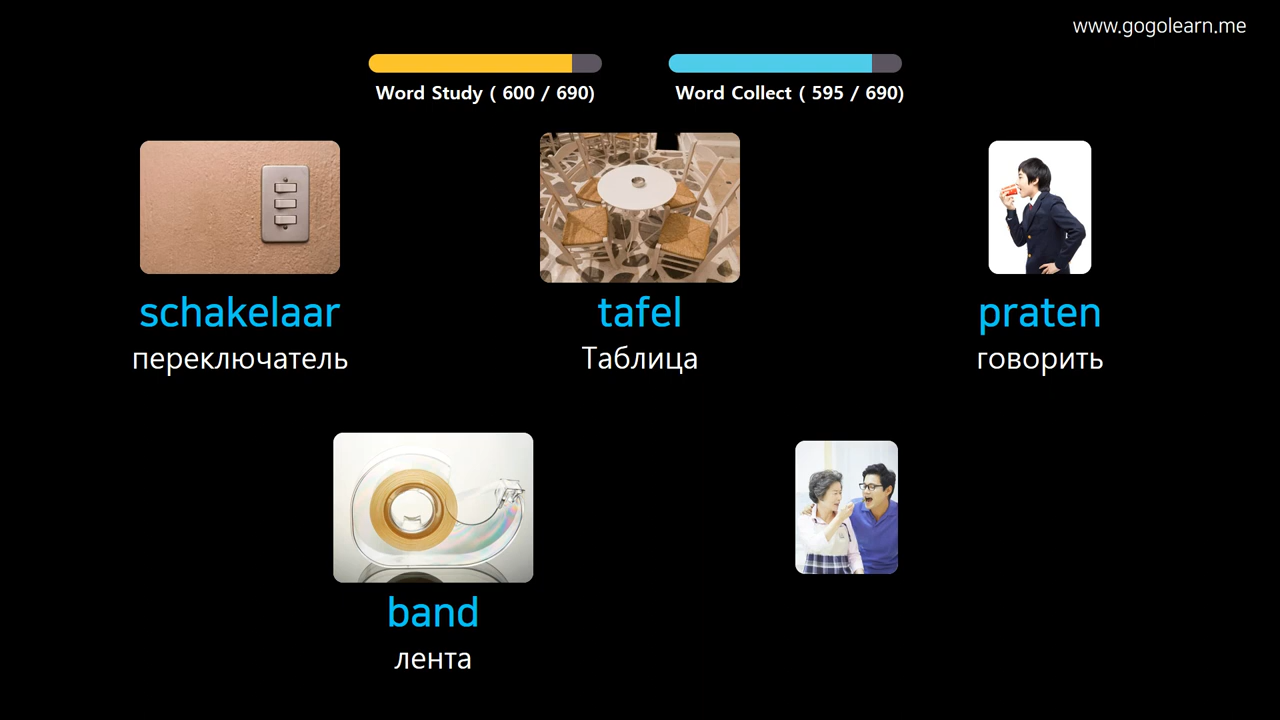 www.gogolearn.me
Word Study ( 600 / 690)
Word Collect ( 595 / 690)
schakelaar
переключатель
tafel
Таблица
praten
говорить
band
лента